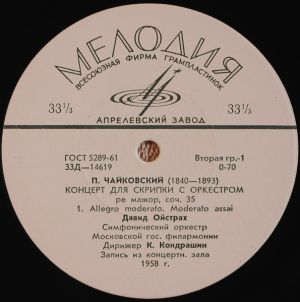 МЕЛОДИЯ
ВСЕСОЮЗНАЯ ФИРМА ГРАМПЛАСТИНОК
33⅓ 33⅓
АПРЕЛЕВСКИЙ ЗАВОД
ГОСТ 5289-61 Вторая гр.-1
33Д—14619 0-70
П. ЧАЙКОВСКИЙ (1840—1893)
КОНЦЕРТ ДЛЯ СКРИПКИ С ОРКЕСТРОМ
ре мажор, соч. 35
1. Allegro moderato. Moderato assai
Давид Ойстрах
Симфонический оркестр
Московской гос. филармонии
Дирижер К. Кондрашин
Запись из концертн. зала
1958 г.